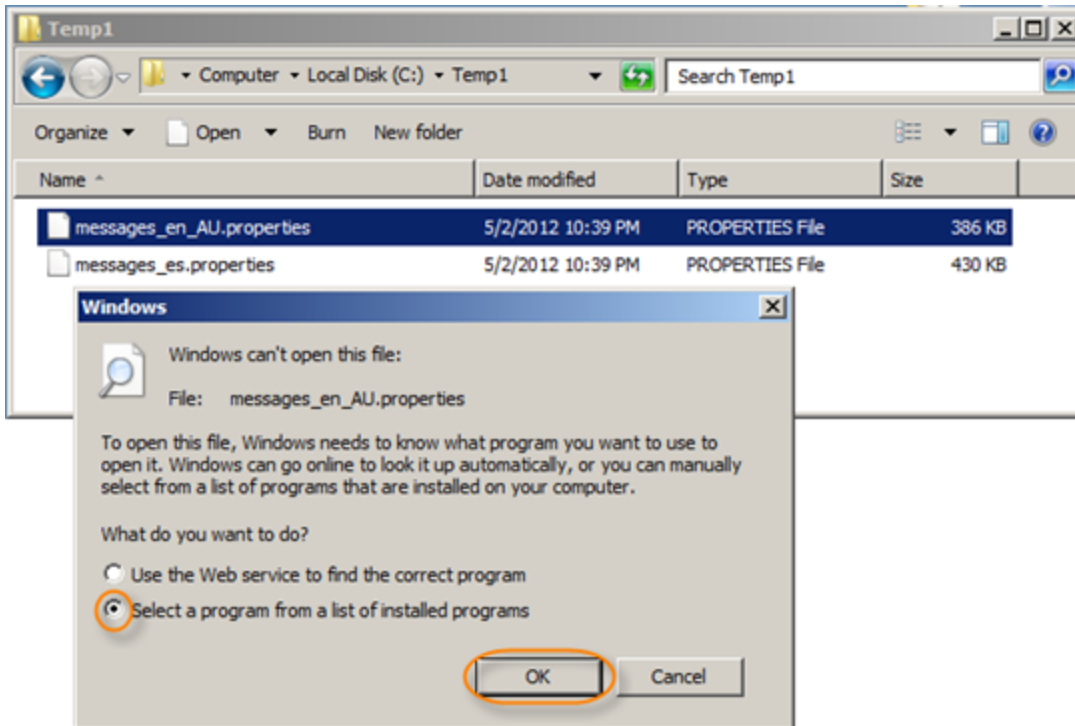 Temp1
Computer Local Disk (C:) Temp1 Search Temp1
Organize Open Burn New folder
Name Date modified Type Size
messages_en_AU.properties 5/2/2012 10:39 PM PROPERTIES File 386 KB
messages_es.properties 5/2/2012 10:39 PM PROPERTIES File 430 KB
Windows
Windows can't open this file:
File: messages_en_AU.properties
To open this file, Windows needs to know what program you want to use to
open it. Windows can go online to look it up automatically, or you can manually
select from a list of programs that are installed on your computer.
What do you want to do?
Use the Web service to find the correct program
Select a program from a list of installed programs
OK Cancel